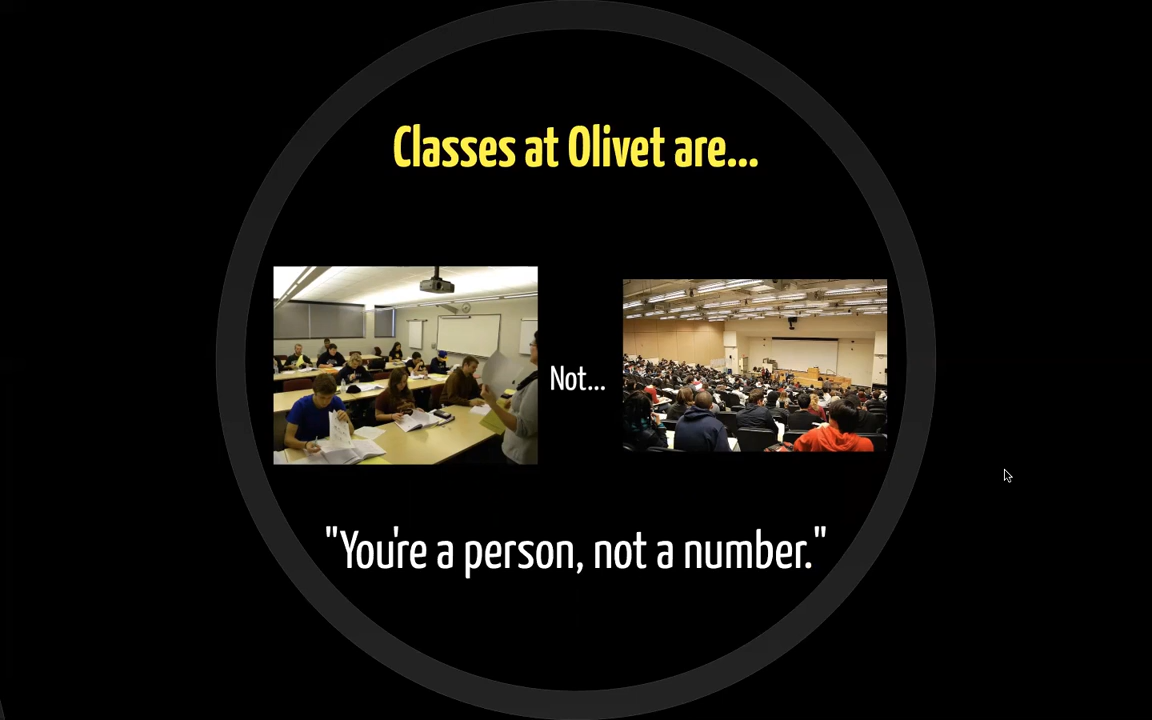 Classes at Olivet are...
Not...
"You're a person, not a number."